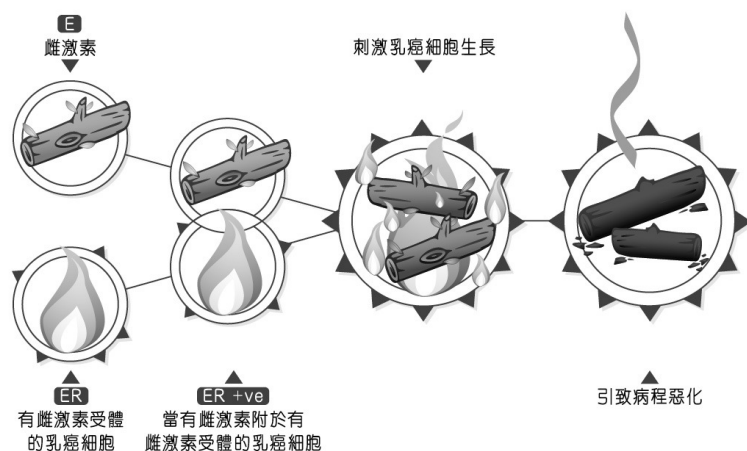 E
雌激素
刺激乳癌細胞生長
ER
有雌激素受體
的乳癌細胞
ER +ve
當有雌激素附於有
雌激素受體的乳癌細胞
引致病程惡化